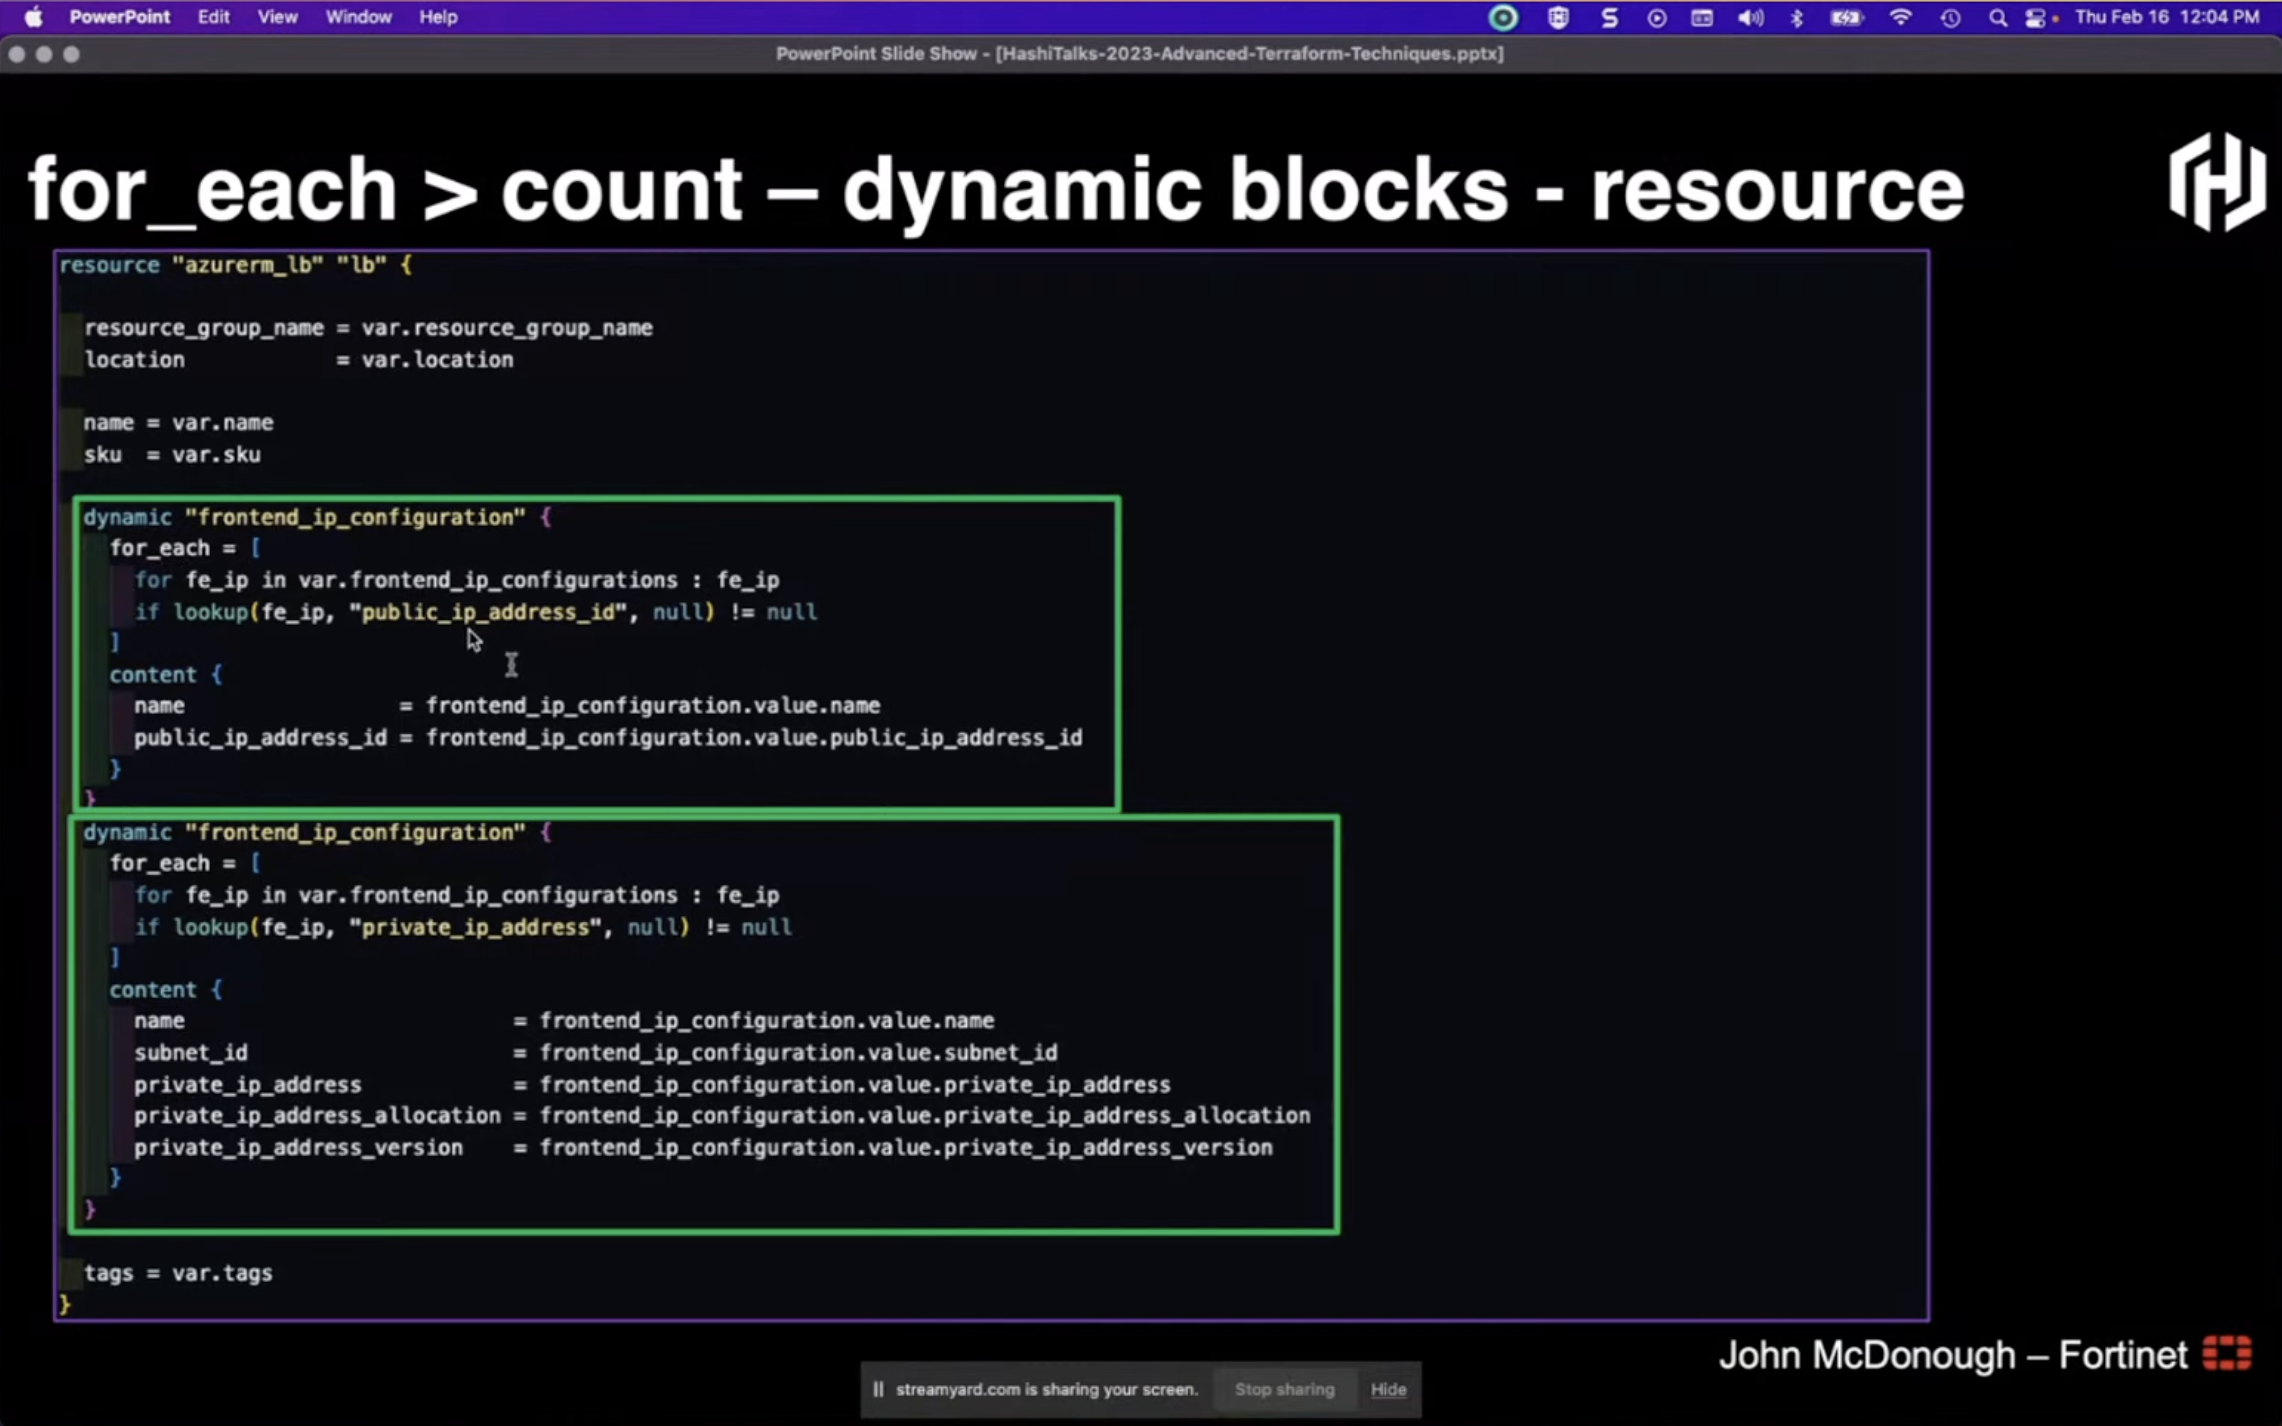 PowerPoint Edit View Window Help Thu Feb 16 12:04 PM
PowerPoint Slide Show - [HashiTalks-2023-Advanced-Terraform-Techniques.pptx]
for_each > count – dynamic blocks - resource
resource "azurerm_lb" "lb" {
resource_group_name = var.resource_group_name
location = var.location
name = var.name
sku = var.sku
dynamic "frontend_ip_configuration" {
for_each = [
for fe_ip in var.frontend_ip_configurations : fe_ip
if lookup(fe_ip, "public_ip_address_id", null) != null
]
content {
name = frontend_ip_configuration.value.name
public_ip_address_id = frontend_ip_configuration.value.public_ip_address_id
}
}
dynamic "frontend_ip_configuration" {
for_each = [
for fe_ip in var.frontend_ip_configurations : fe_ip
if lookup(fe_ip, "private_ip_address", null) != null
]
content {
name = frontend_ip_configuration.value.name
subnet_id = frontend_ip_configuration.value.subnet_id
private_ip_address = frontend_ip_configuration.value.private_ip_address
private_ip_address_allocation = frontend_ip_configuration.value.private_ip_address_allocation
private_ip_address_version = frontend_ip_configuration.value.private_ip_address_version
}
}
tags = var.tags
}
John McDonough – Fortinet
streamyard.com is sharing your screen. Stop sharing Hide